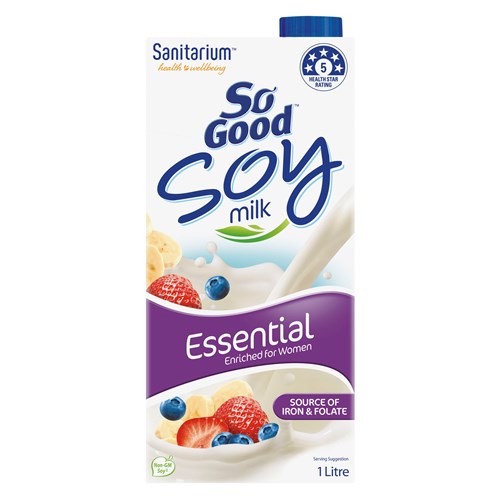 Sanitarium™
health & wellbeing
5
HEALTH STAR
RATING
So
Good™
Soy
milk
Essential
Enriched for Women
SOURCE OF
IRON & FOLATE
Non-GM
Soy†
Serving Suggestion
1 Litre